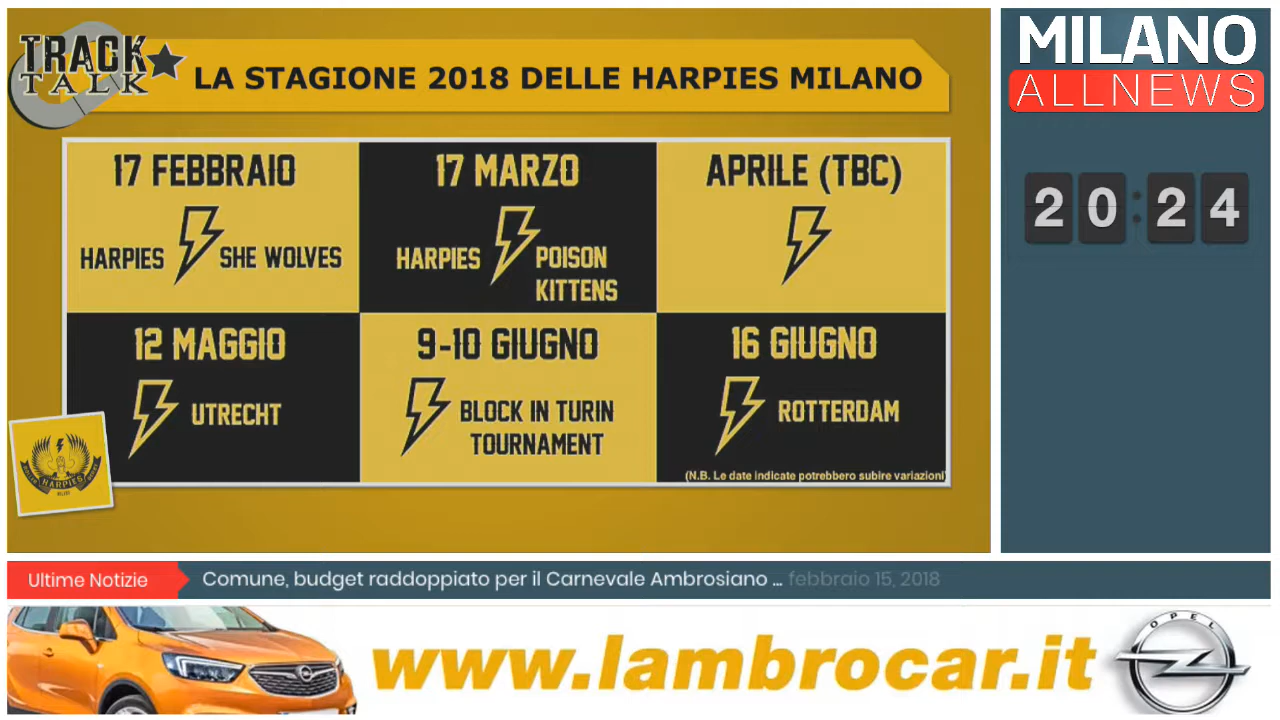 TRACK
TALK
LA STAGIONE 2018 DELLE HARPIES MILANO
MILANO
ALLNEWS
20:24
17 FEBBRAIO
HARPIES SHE WOLVES
17 MARZO
HARPIES POISON
KITTENS
APRILE (TBC)
12 MAGGIO
UTRECHT
9-10 GIUGNO
BLOCK IN TURIN
TOURNAMENT
16 GIUGNO
ROTTERDAM
(N.B. Le date indicate potrebbero subire variazioni)
HARPIES
Ultime Notizie
Comune, budget raddoppiato per il Carnevale Ambrosiano ... febbraio 15, 2018
www.lambrocar.it
OPEL